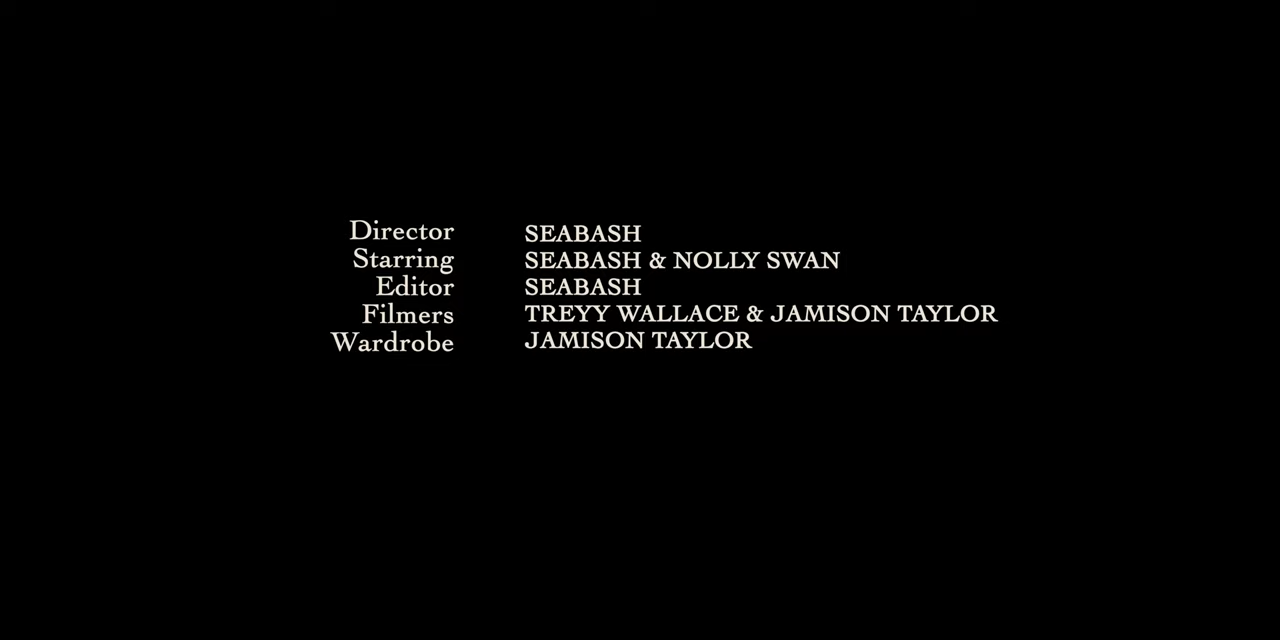 Director SEABASH
Starring SEABASH & NOLLY SWAN
Editor SEABASH
Filmers TREYY WALLACE & JAMISON TAYLOR
Wardrobe JAMISON TAYLOR